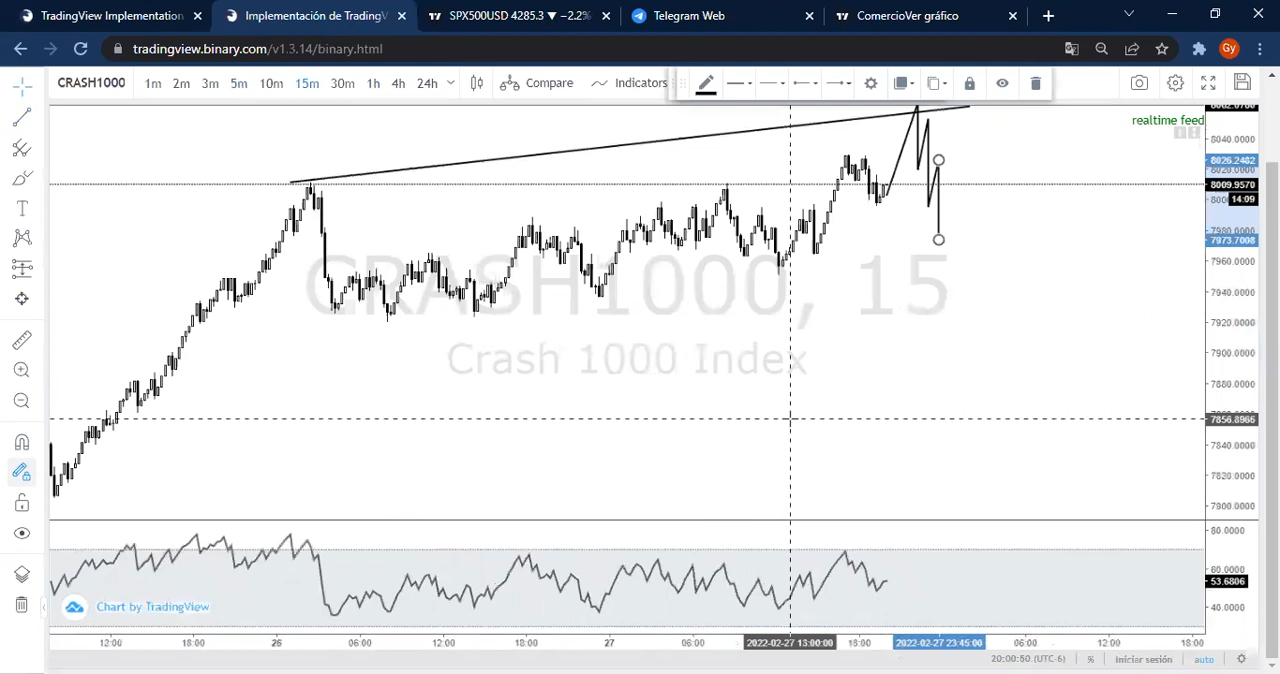 TradingView Implementation
Implementación de TradingV
SPX500USD 4285.3 ▼ −2.2%
Telegram Web
ComercioVer gráfico
tradingview.binary.com/v1.3.14/binary.html
Gy
CRASH1000 1m 2m 3m 5m 10m 15m 30m 1h 4h 24h Compare Indicators
realtime feed
8040.0000
8026.2482
8020.0000
8009.9570
14:09
7980.0000
7973.7008
7960.0000
7940.0000
7920.0000
7900.0000
7880.0000
7856.8965
7840.0000
7820.0000
7800.0000
CRASH1000, 15
Crash 1000 Index
80.0000
60.0000
53.6806
40.0000
Chart by TradingView
12:00 18:00 26 06:00 12:00 18:00 27 06:00 2022-02-27 13:00:00 18:00 2022-02-27 23:45:00 06:00 12:00 18:00
20:00:50 (UTC-6) % Iniciar sesión auto